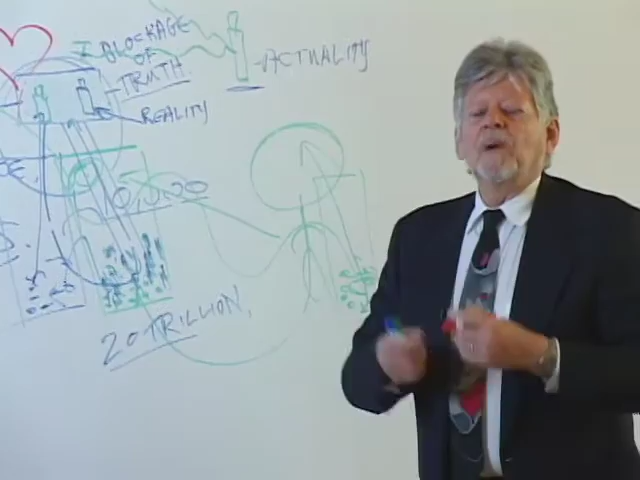 BLOCKAGE
OF
TRUTH
ACTUALITY
REALITY
20 TRILLION